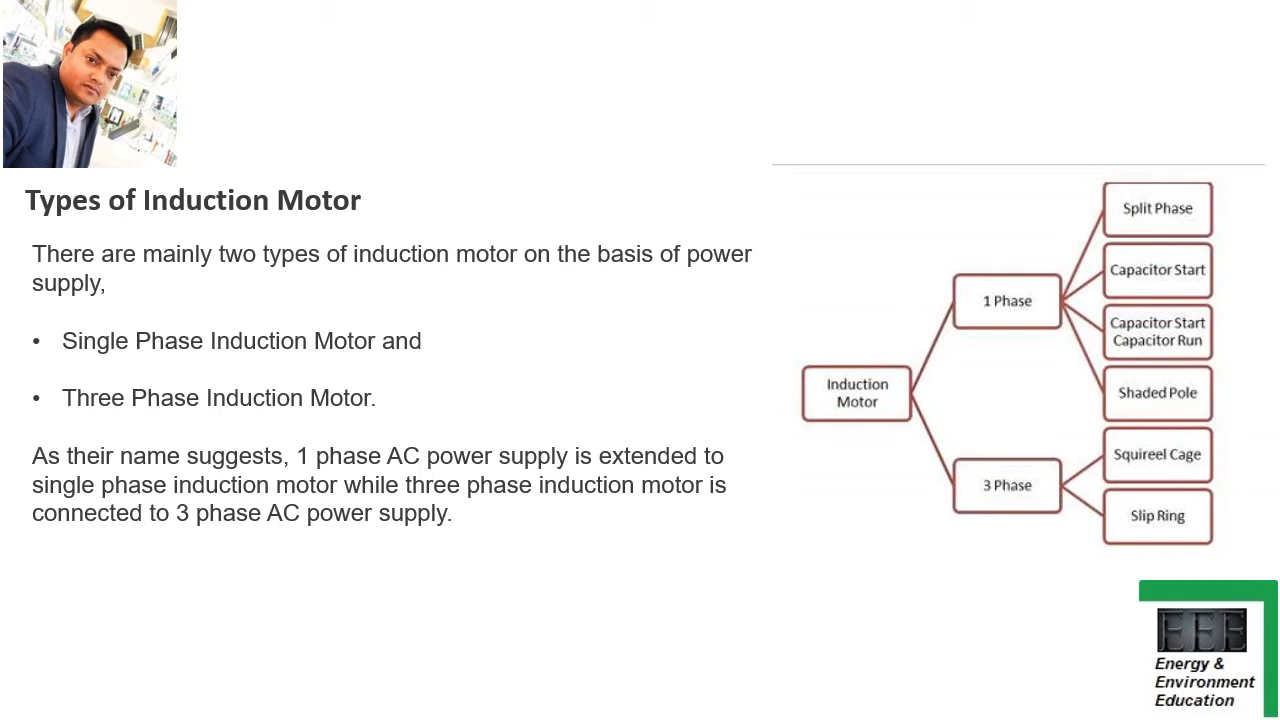 Types of Induction Motor
There are mainly two types of induction motor on the basis of power
supply,
• Single Phase Induction Motor and
• Three Phase Induction Motor.
As their name suggests, 1 phase AC power supply is extended to
single phase induction motor while three phase induction motor is
connected to 3 phase AC power supply.
Induction
Motor
1 Phase
Split Phase
Capacitor Start
Capacitor Start
Capacitor Run
Shaded Pole
3 Phase
Squireel Cage
Slip Ring
EEE
Energy &
Environment
Education